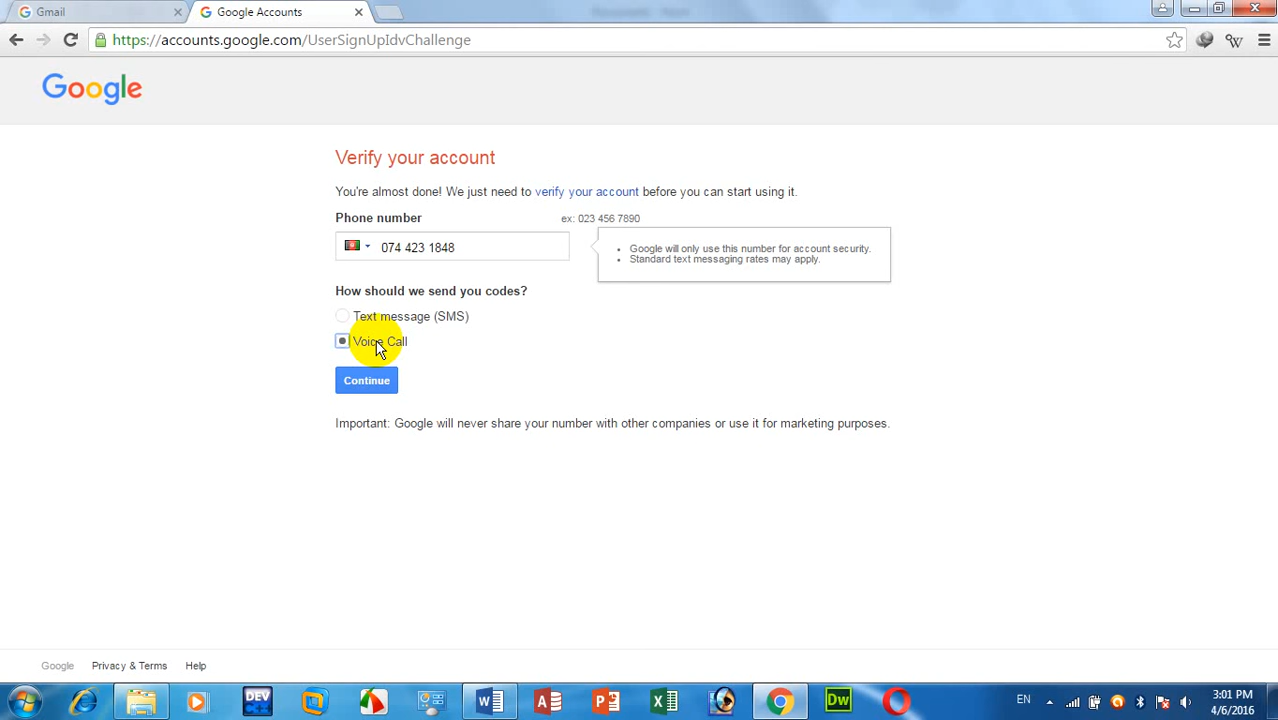 Gmail
Google Accounts
https://accounts.google.com/UserSignUpIdvChallenge
Google
Verify your account
You're almost done! We just need to verify your account before you can start using it.
Phone number
ex: 023 456 7890
074 423 1848
Google will only use this number for account security.
Standard text messaging rates may apply.
How should we send you codes?
Text message (SMS)
Voice Call
Continue
Important: Google will never share your number with other companies or use it for marketing purposes.
Google Privacy & Terms Help
DEV
Dw
EN
3:01 PM
4/6/2016